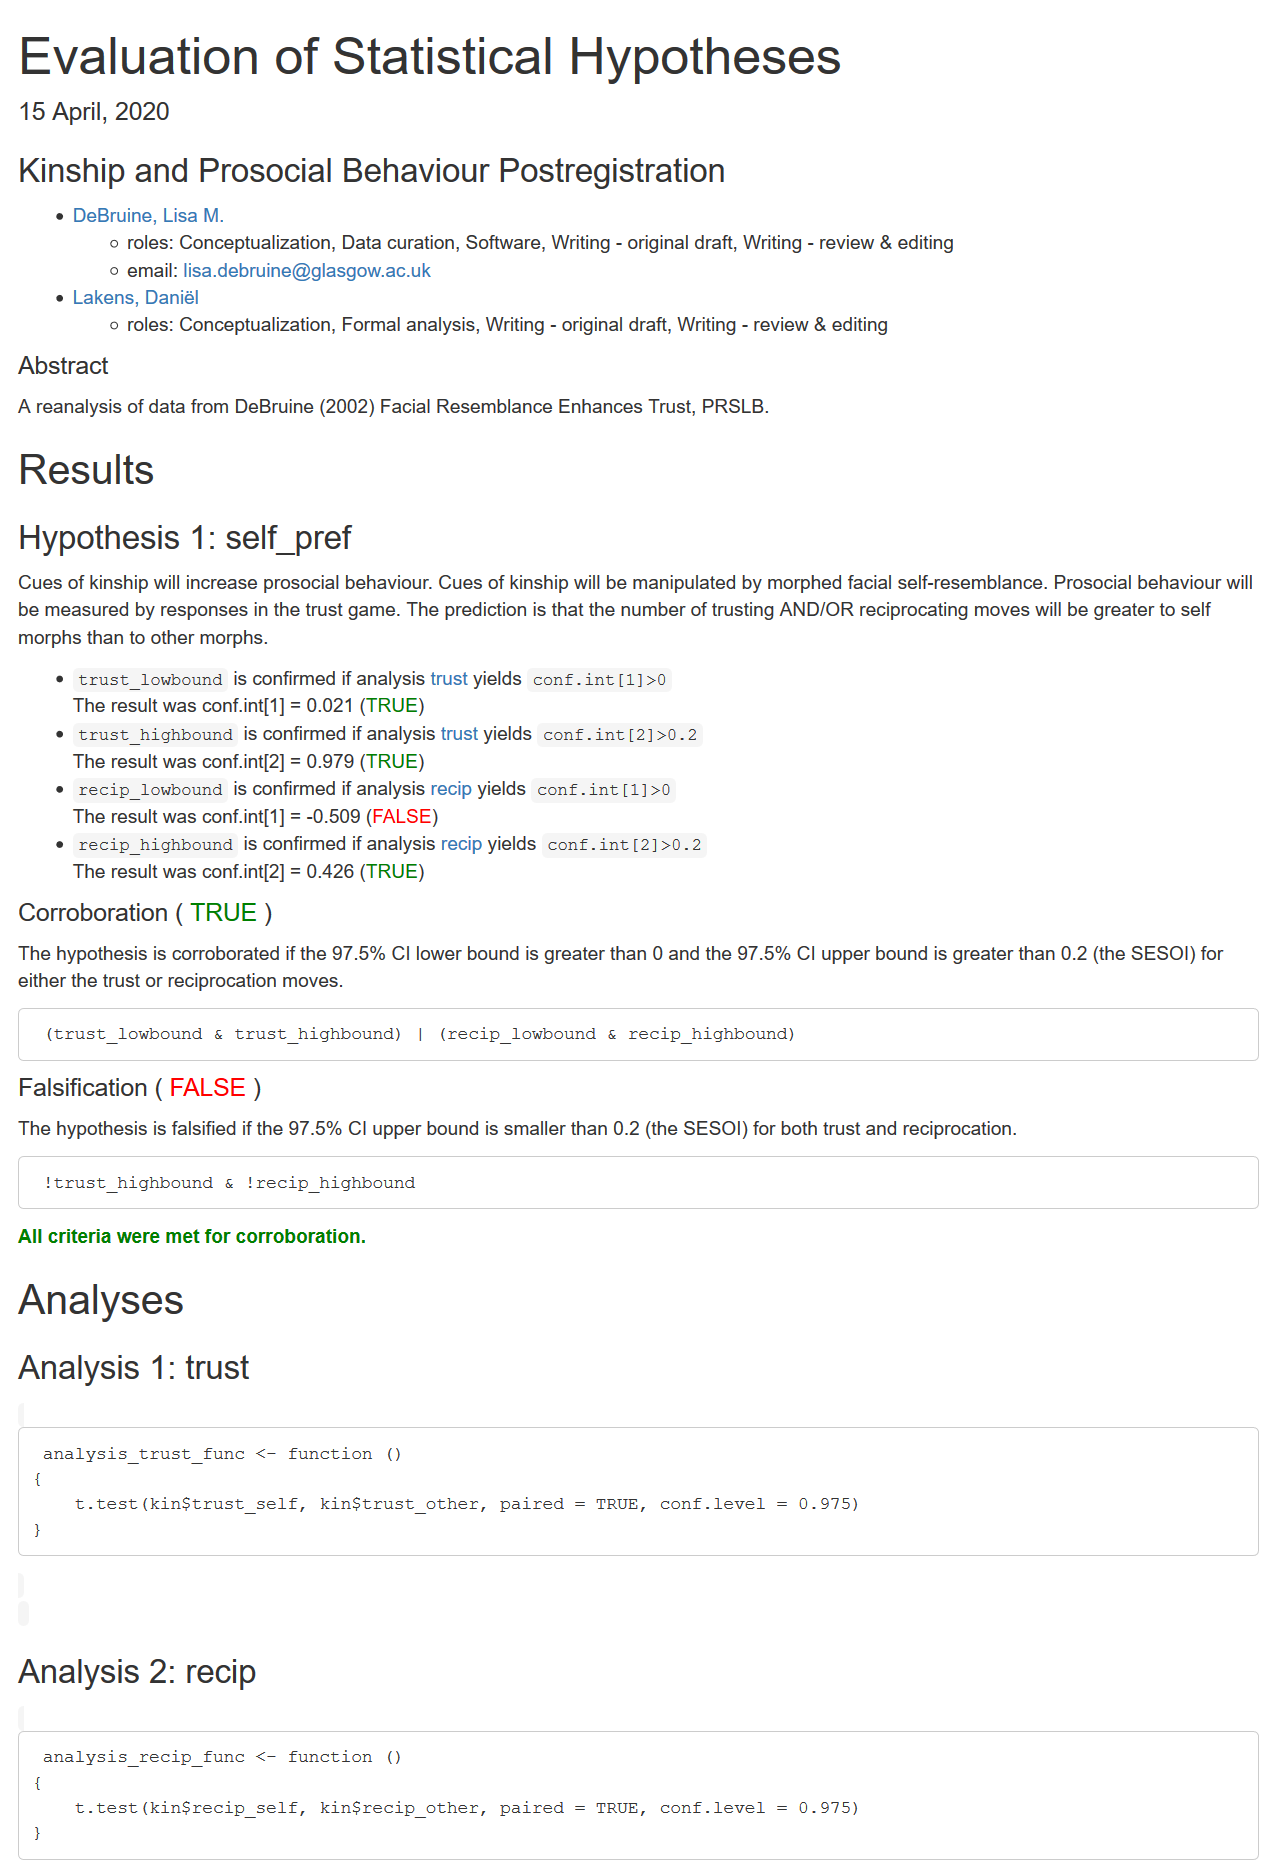 Evaluation of Statistical Hypotheses
15 April, 2020
Kinship and Prosocial Behaviour Postregistration
DeBruine, Lisa M.
roles: Conceptualization, Data curation, Software, Writing - original draft, Writing - review & editing
email: lisa.debruine@glasgow.ac.uk
Lakens, Daniël
roles: Conceptualization, Formal analysis, Writing - original draft, Writing - review & editing
Abstract
A reanalysis of data from DeBruine (2002) Facial Resemblance Enhances Trust, PRSLB.
Results
Hypothesis 1: self_pref
Cues of kinship will increase prosocial behaviour. Cues of kinship will be manipulated by morphed facial self-resemblance. Prosocial behaviour will
be measured by responses in the trust game. The prediction is that the number of trusting AND/OR reciprocating moves will be greater to self
morphs than to other morphs.
trust_lowbound is confirmed if analysis trust yields conf.int[1]>0
The result was conf.int[1] = 0.021 (TRUE)
trust_highbound is confirmed if analysis trust yields conf.int[2]>0.2
The result was conf.int[2] = 0.979 (TRUE)
recip_lowbound is confirmed if analysis recip yields conf.int[1]>0
The result was conf.int[1] = -0.509 (FALSE)
recip_highbound is confirmed if analysis recip yields conf.int[2]>0.2
The result was conf.int[2] = 0.426 (TRUE)
Corroboration ( TRUE )
The hypothesis is corroborated if the 97.5% CI lower bound is greater than 0 and the 97.5% CI upper bound is greater than 0.2 (the SESOI) for
either the trust or reciprocation moves.
(trust_lowbound & trust_highbound) | (recip_lowbound & recip_highbound)
Falsification ( FALSE )
The hypothesis is falsified if the 97.5% CI upper bound is smaller than 0.2 (the SESOI) for both trust and reciprocation.
!trust_highbound & !recip_highbound
All criteria were met for corroboration.
Analyses
Analysis 1: trust
analysis_trust_func <- function ()
{
t.test(kin$trust_self, kin$trust_other, paired = TRUE, conf.level = 0.975)
}
Analysis 2: recip
analysis_recip_func <- function ()
{
t.test(kin$recip_self, kin$recip_other, paired = TRUE, conf.level = 0.975)
}